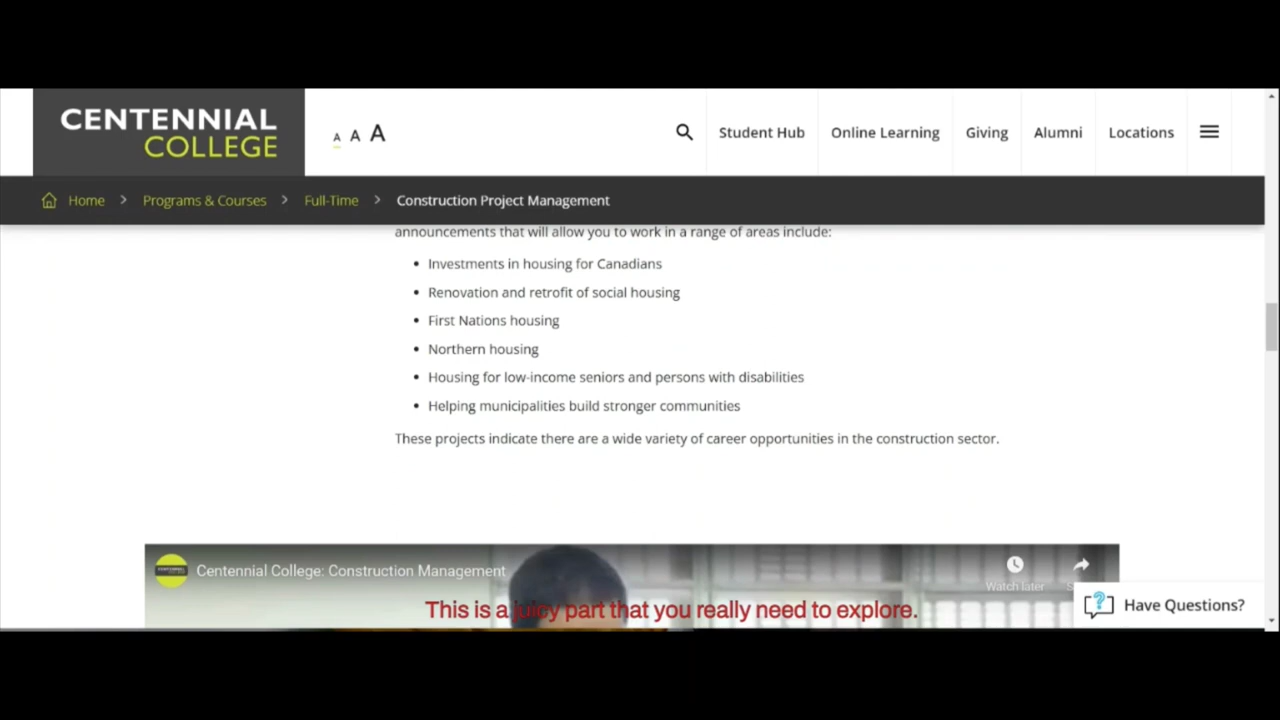 CENTENNIAL
COLLEGE
A A A
Student Hub
Online Learning
Giving
Alumni
Locations
Home > Programs & Courses > Full-Time > Construction Project Management
announcements that will allow you to work in a range of areas include:
• Investments in housing for Canadians
• Renovation and retrofit of social housing
• First Nations housing
• Northern housing
• Housing for low-income seniors and persons with disabilities
• Helping municipalities build stronger communities
These projects indicate there are a wide variety of career opportunities in the construction sector.
Centennial College: Construction Management
Watch later
This is a juicy part that you really need to explore.
Have Questions?